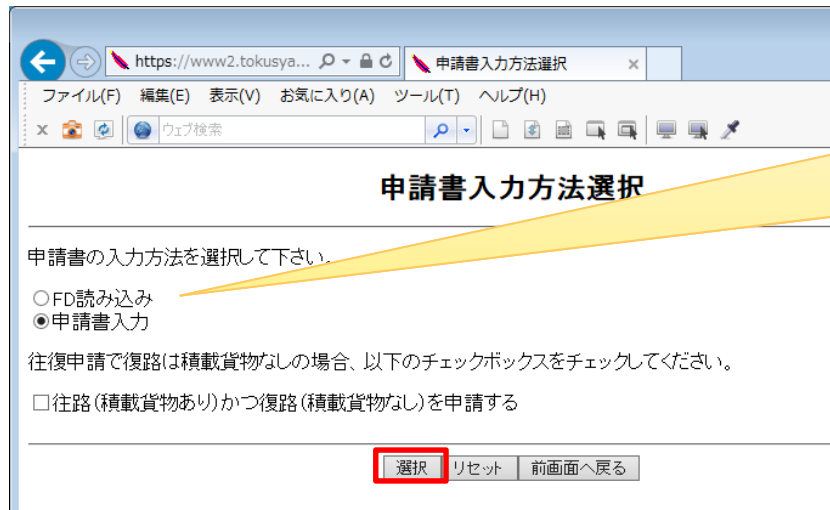 https://www2.tokusya...
申請書入力方法選択
ファイル(F) 編集(E) 表示(V) お気に入り(A) ツール(T) ヘルプ(H)
ウェブ検索
申請書入力方法選択
申請書の入力方法を選択して下さい。
FD読み込み
申請書入力
往復申請で復路は積載貨物なしの場合、以下のチェックボックスをチェックしてください。
往路(積載貨物あり)かつ復路(積載貨物なし)を申請する
選択 リセット 前画面へ戻る